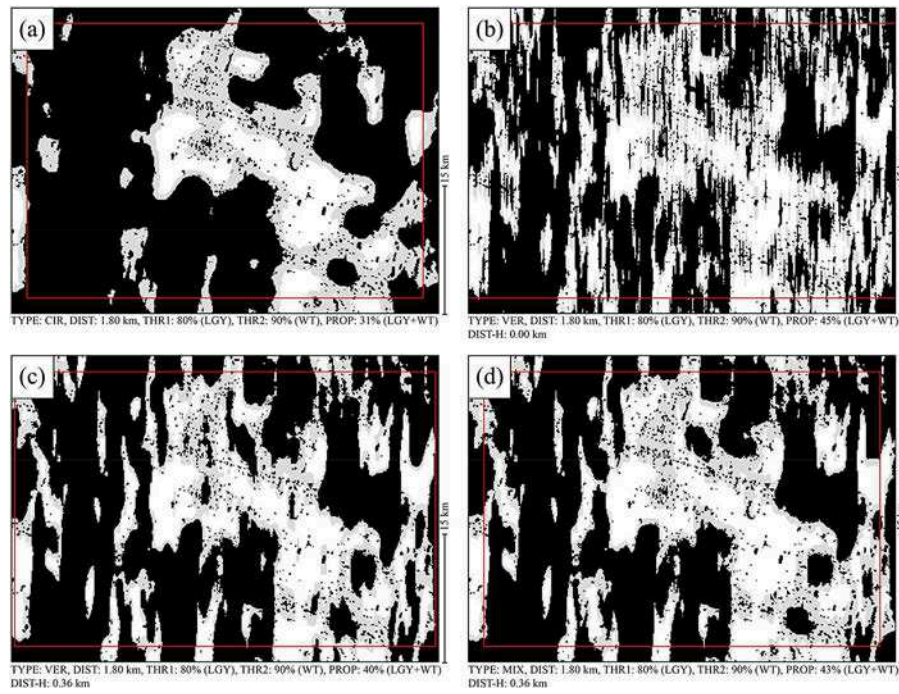 (a)
(b)
15 km
15 km
TYPE: CIR, DIST: 1.80 km, THR1: 80% (LGY), THR2: 90% (WT), PROP: 31% (LGY+WT)
TYPE: VER, DIST: 1.80 km, THR1: 80% (LGY), THR2: 90% (WT), PROP: 45% (LGY+WT)
DIST-H: 0.00 km
(c)
(d)
15 km
15 km
TYPE: VER, DIST: 1.80 km, THR1: 80% (LGY), THR2: 90% (WT), PROP: 40% (LGY+WT)
DIST-H: 0.36 km
TYPE: MIX, DIST: 1.80 km, THR1: 80% (LGY), THR2: 90% (WT), PROP: 43% (LGY+WT)
DIST-H: 0.36 km